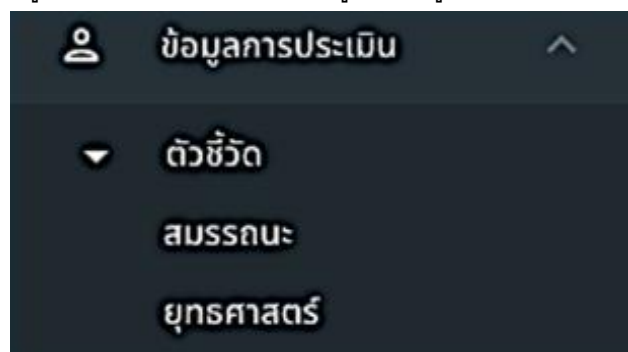 ข้อมูลการประเมิน
ตัวชี้วัด
สมรรถนะ
ยุทธศาสตร์